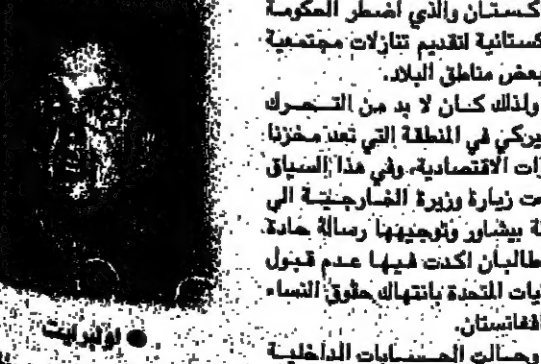 كستان والذي اضطر الحكومة
كستانية لتقديم تنازلات مجتمعية
بعض مناطق البلاد.
ولذلك كان لا بد من التحرك
يركي في المنطقة التي تعد مخزنا
ات الاقتصادية، وفي هذا السياق
ت زيارة وزيرة الخارجية الى
ة بيشاور وتوجيهها رسالة حادة
طالبان اكدت فيها عدم قبول
يات المتحدة بانتهاك حقوق النساء
افغانستان.
الداخلية
● اولبرايت